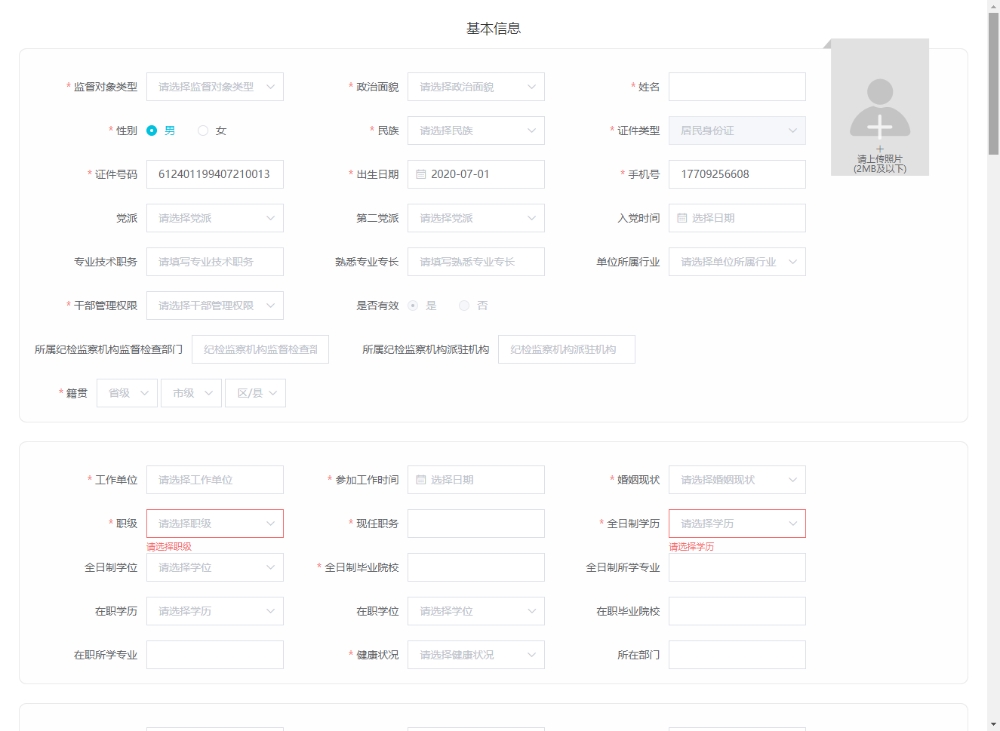 基本信息
* 监督对象类型 请选择监督对象类型 * 政治面貌 请选择政治面貌 * 姓名
* 性别 男 女 * 民族 请选择民族 * 证件类型 居民身份证
+
请上传照片
(2MB及以下)
* 证件号码 612401199407210013 * 出生日期 2020-07-01 * 手机号 17709256608
党派 请选择党派 第二党派 请选择党派 入党时间 选择日期
专业技术职务 请填写专业技术职务 熟悉专业专长 请填写熟悉专业专长 单位所属行业 请选择单位所属行业
* 干部管理权限 请选择干部管理权限 是否有效 是 否
所属纪检监察机构监督检查部门 纪检监察机构监督检查部 所属纪检监察机构派驻机构 纪检监察机构派驻机构
* 籍贯 省级 市级 区/县
* 工作单位 请选择工作单位 * 参加工作时间 选择日期 * 婚姻现状 请选择婚姻现状
* 职级 请选择职级 * 现任职务 * 全日制学历 请选择学历
请选择职级 请选择学历
全日制学位 请选择学位 * 全日制毕业院校 全日制所学专业
在职学历 请选择学历 在职学位 请选择学位 在职毕业院校
在职所学专业 * 健康状况 请选择健康状况 所在部门